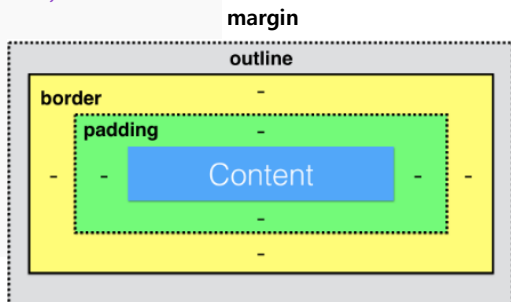 margin
outline
border
-
padding
-
- - Content - -
-
-